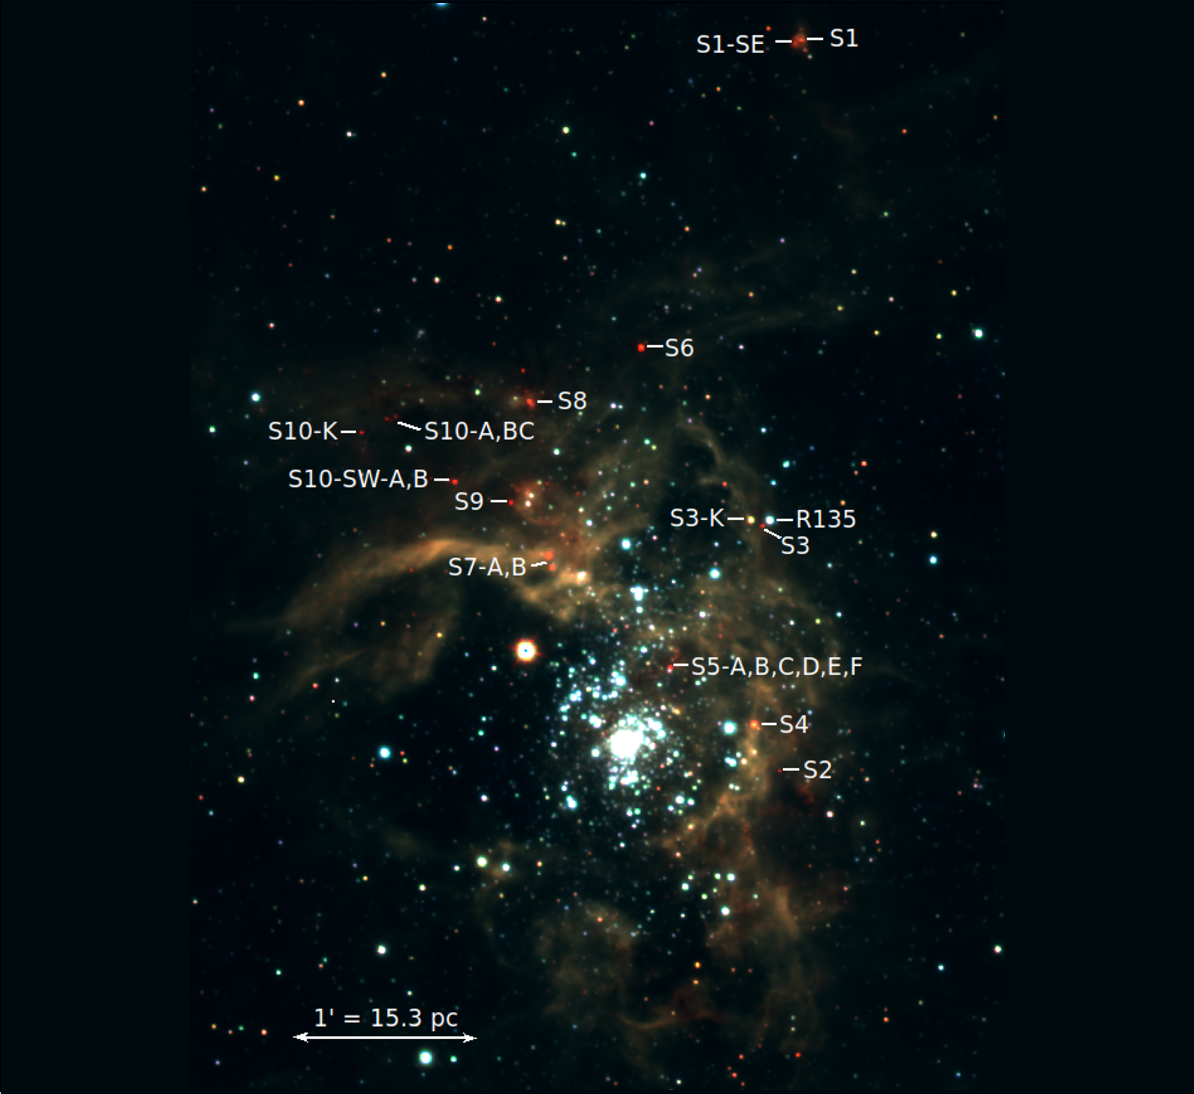 S1-SE S1
S6
S8
S10-K S10-A,BC
S10-SW-A,B
S9
S3-K R135
S3
S7-A,B
S5-A,B,C,D,E,F
S4
S2
1' = 15.3 pc